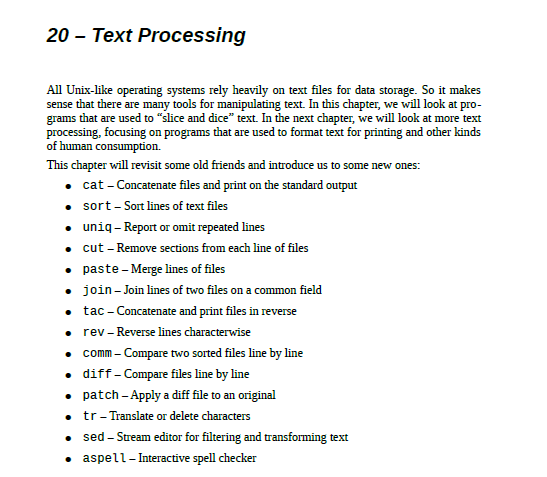 20 – Text Processing
All Unix-like operating systems rely heavily on text files for data storage. So it makes
sense that there are many tools for manipulating text. In this chapter, we will look at pro-
grams that are used to “slice and dice” text. In the next chapter, we will look at more text
processing, focusing on programs that are used to format text for printing and other kinds
of human consumption.
This chapter will revisit some old friends and introduce us to some new ones:
● cat – Concatenate files and print on the standard output
● sort – Sort lines of text files
● uniq – Report or omit repeated lines
● cut – Remove sections from each line of files
● paste – Merge lines of files
● join – Join lines of two files on a common field
● tac – Concatenate and print files in reverse
● rev – Reverse lines characterwise
● comm – Compare two sorted files line by line
● diff – Compare files line by line
● patch – Apply a diff file to an original
● tr – Translate or delete characters
● sed – Stream editor for filtering and transforming text
● aspell – Interactive spell checker